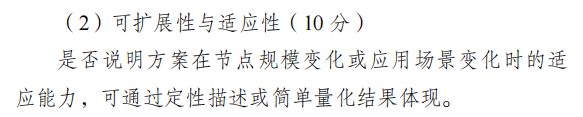 （2）可扩展性与适应性（10 分）
是否说明方案在节点规模变化或应用场景变化时的适
应能力，可通过定性描述或简单量化结果体现。